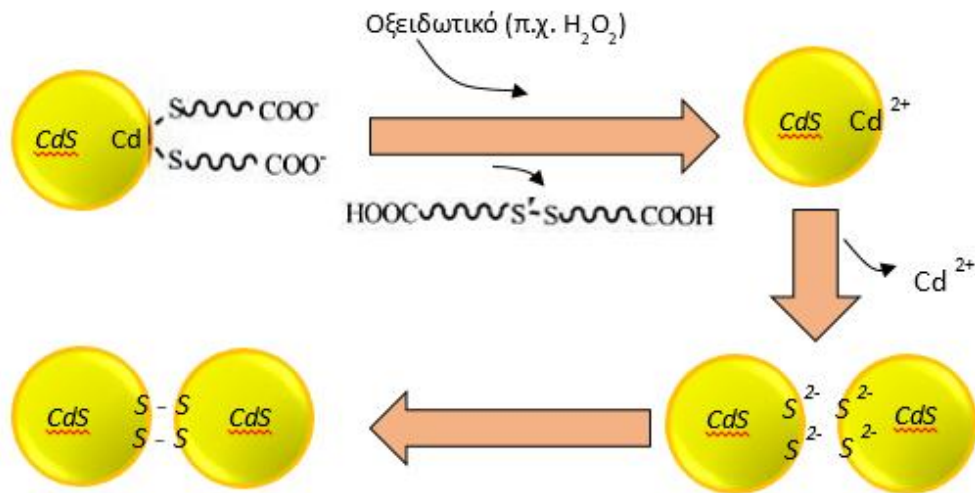 Οξειδωτικό (π.χ. H₂O₂)
CdS Cd S COO⁻
S COO⁻
CdS Cd ²⁺
HOOC S–S COOH
Cd ²⁺
CdS S – S CdS
S – S
CdS S ²⁻ S ²⁻ CdS
S ²⁻ S ²⁻